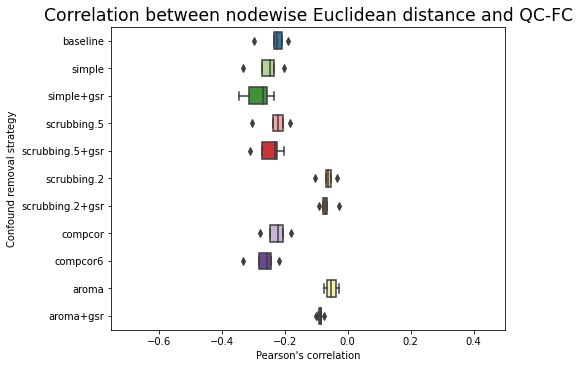 Correlation between nodewise Euclidean distance and QC-FC
Confound removal strategy
baseline
simple
simple+gsr
scrubbing.5
scrubbing.5+gsr
scrubbing.2
scrubbing.2+gsr
compcor
compcor6
aroma
aroma+gsr
−0.6 −0.4 −0.2 0.0 0.2 0.4
Pearson's correlation